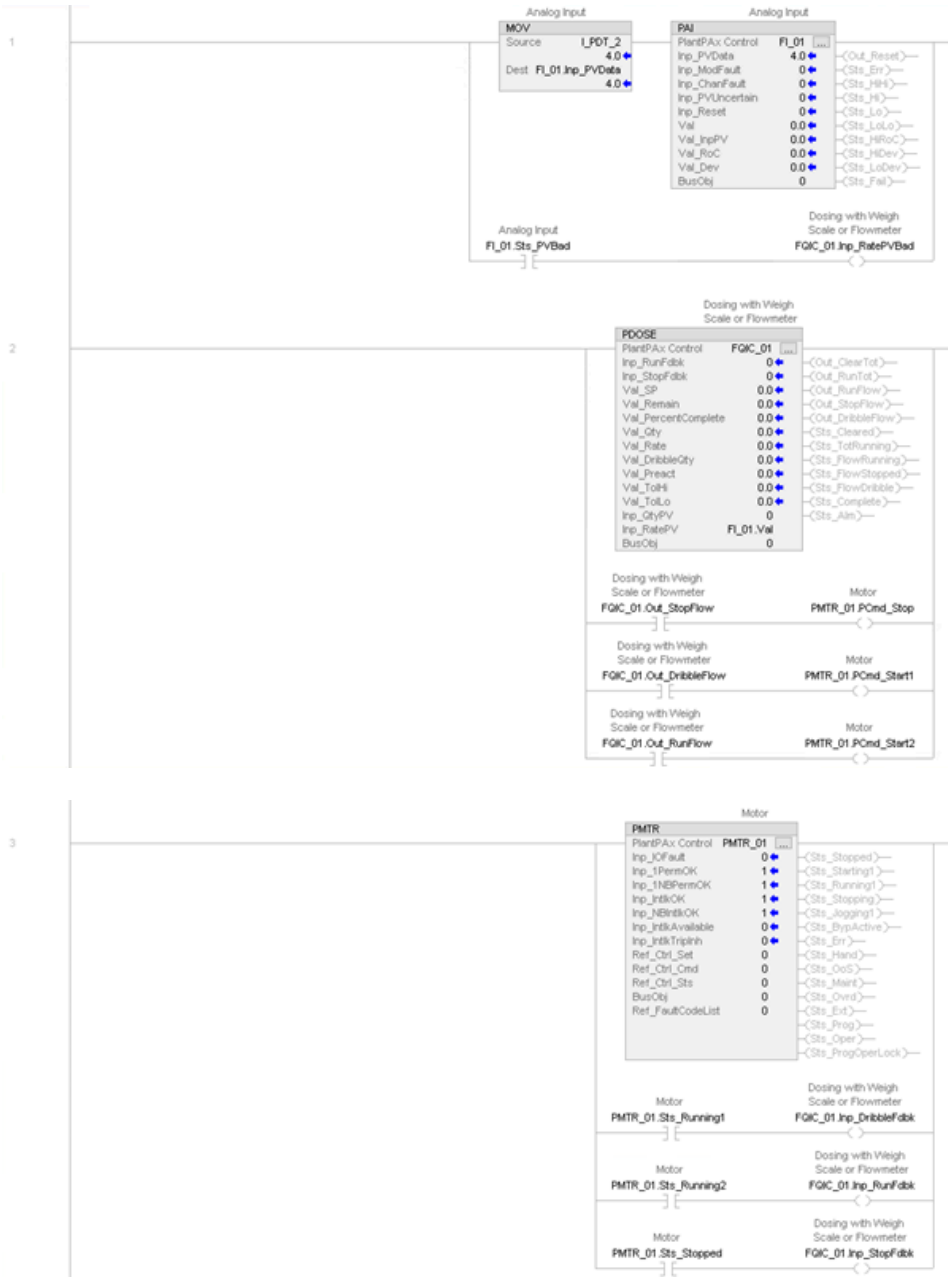 1
Analog Input
MOV
Source I_PDT_2
4.0
Dest FI_01.Inp_PVData
4.0
Analog Input
PAI
PlantPAx Control FI_01 ...
Inp_PVData 4.0 (Out_Reset)
Inp_ModFault 0 (Sts_Err)
Inp_ChanFault 0 (Sts_HiHi)
Inp_PVUncertain 0 (Sts_Hi)
Inp_Reset 0 (Sts_Lo)
Val 0.0 (Sts_LoLo)
Val_InpPV 0.0 (Sts_HiRoC)
Val_RoC 0.0 (Sts_HiDev)
Val_Dev 0.0 (Sts_LoDev)
BusObj 0 (Sts_Fail)
Analog Input
FI_01.Sts_PVBad
Dosing with Weigh
Scale or Flowmeter
FQIC_01.Inp_RatePVBad
2
Dosing with Weigh
Scale or Flowmeter
PDOSE
PlantPAx Control FQIC_01 ...
Inp_RunFdbk 0 (Out_ClearTot)
Inp_StopFdbk 0 (Out_RunTot)
Val_SP 0.0 (Out_RunFlow)
Val_Remain 0.0 (Out_StopFlow)
Val_PercentComplete 0.0 (Out_DribbleFlow)
Val_Qty 0.0 (Sts_Cleared)
Val_Rate 0.0 (Sts_TotRunning)
Val_DribbleQty 0.0 (Sts_FlowRunning)
Val_Preact 0.0 (Sts_FlowStopped)
Val_TolHi 0.0 (Sts_FlowDribble)
Val_TolLo 0.0 (Sts_Complete)
Inp_QtyPV 0 (Sts_Alm)
Inp_RatePV FI_01.Val
BusObj 0
Dosing with Weigh
Scale or Flowmeter
FQIC_01.Out_StopFlow
Motor
PMTR_01.PCmd_Stop
Dosing with Weigh
Scale or Flowmeter
FQIC_01.Out_DribbleFlow
Motor
PMTR_01.PCmd_Start1
Dosing with Weigh
Scale or Flowmeter
FQIC_01.Out_RunFlow
Motor
PMTR_01.PCmd_Start2
3
Motor
PMTR
PlantPAx Control PMTR_01 ...
Inp_IOFault 0 (Sts_Stopped)
Inp_1PermOK 1 (Sts_Starting1)
Inp_1NBPermOK 1 (Sts_Running1)
Inp_IntlkOK 1 (Sts_Stopping)
Inp_NBIntlkOK 1 (Sts_Jogging1)
Inp_IntlkAvailable 0 (Sts_BypActive)
Inp_IntlkTripInh 0 (Sts_Err)
Ref_Ctrl_Set 0 (Sts_Hand)
Ref_Ctrl_Cmd 0 (Sts_OoS)
Ref_Ctrl_Sts 0 (Sts_Maint)
BusObj 0 (Sts_Ovrd)
Ref_FaultCodeList 0 (Sts_Ext)
(Sts_Prog)
(Sts_Oper)
(Sts_ProgOperLock)
Motor
PMTR_01.Sts_Running1
Dosing with Weigh
Scale or Flowmeter
FQIC_01.Inp_DribbleFdbk
Motor
PMTR_01.Sts_Running2
Dosing with Weigh
Scale or Flowmeter
FQIC_01.Inp_RunFdbk
Motor
PMTR_01.Sts_Stopped
Dosing with Weigh
Scale or Flowmeter
FQIC_01.Inp_StopFdbk